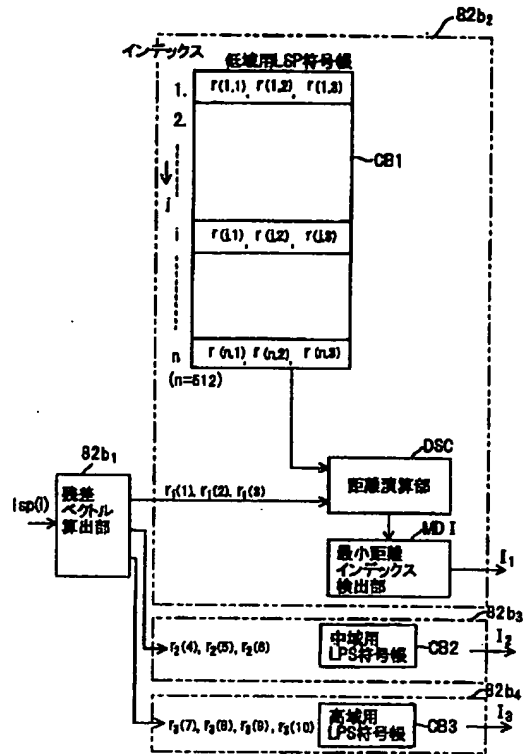 82b₂
インデックス
低域用LSP符号帳
1. r(1,1), r(1,2), r(1,3)
2.
CB1
j
i r(j,1), r(j,2), r(j,3)
n r(n,1), r(n,2), r(n,3)
(n=512)
DSC
82b₁
lsp(i)
残差
ベクトル
算出部
r₁(1), r₁(2), r₁(3)
距離演算部
MDI
最小距離
インデックス
検出部
I₁
82b₃
r₂(4), r₂(5), r₂(6)
中域用
LPS符号帳
CB2
I₂
82b₄
r₃(7), r₃(8), r₃(9), r₃(10)
高域用
LPS符号帳
CB3
I₃